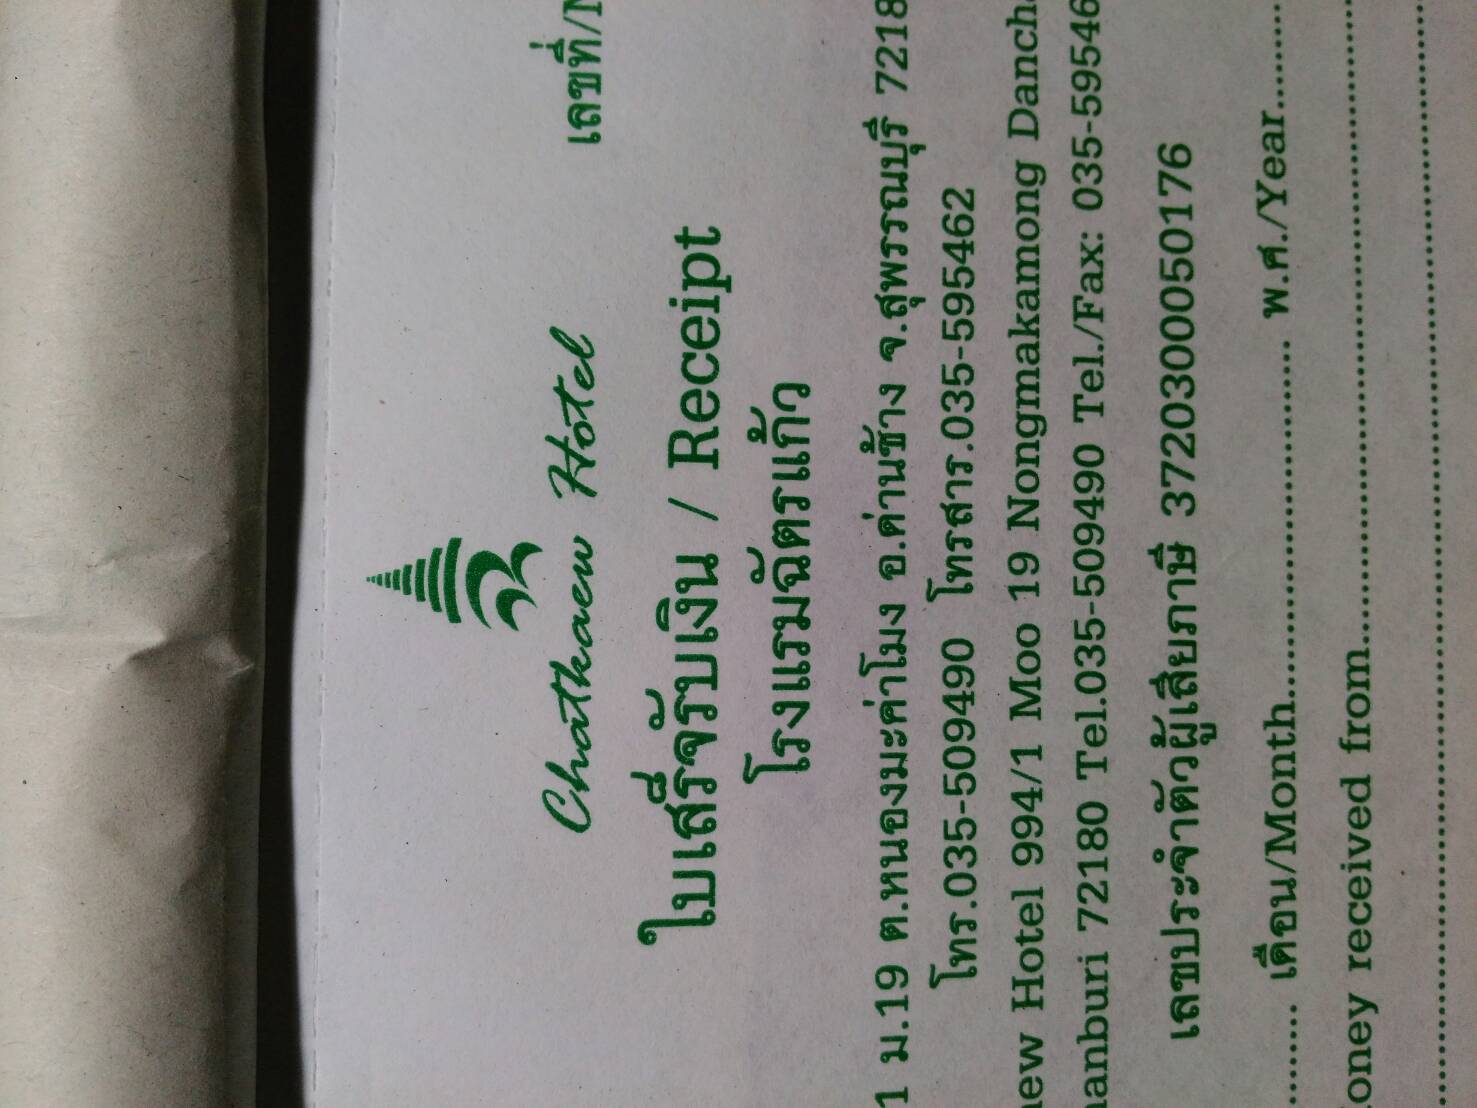 เลขที่/N
Chatkaew Hotel
ใบเสร็จรับเงิน / Receipt
โรงแรมฉัตรแก้ว
1 ม.19 ต.หนองมะค่าโมง อ.ด่านช้าง จ.สุพรรณบุรี 7218
โทร.035-509490 โทรสาร.035-595462
ew Hotel 994/1 Moo 19 Nongmakamong Danch
anburi 72180 Tel.035-509490 Tel./Fax: 035-59546
เลขประจำตัวผู้เสียภาษี 3720300050176
เดือน/Month.................... พ.ศ./Year..........
oney received from....................